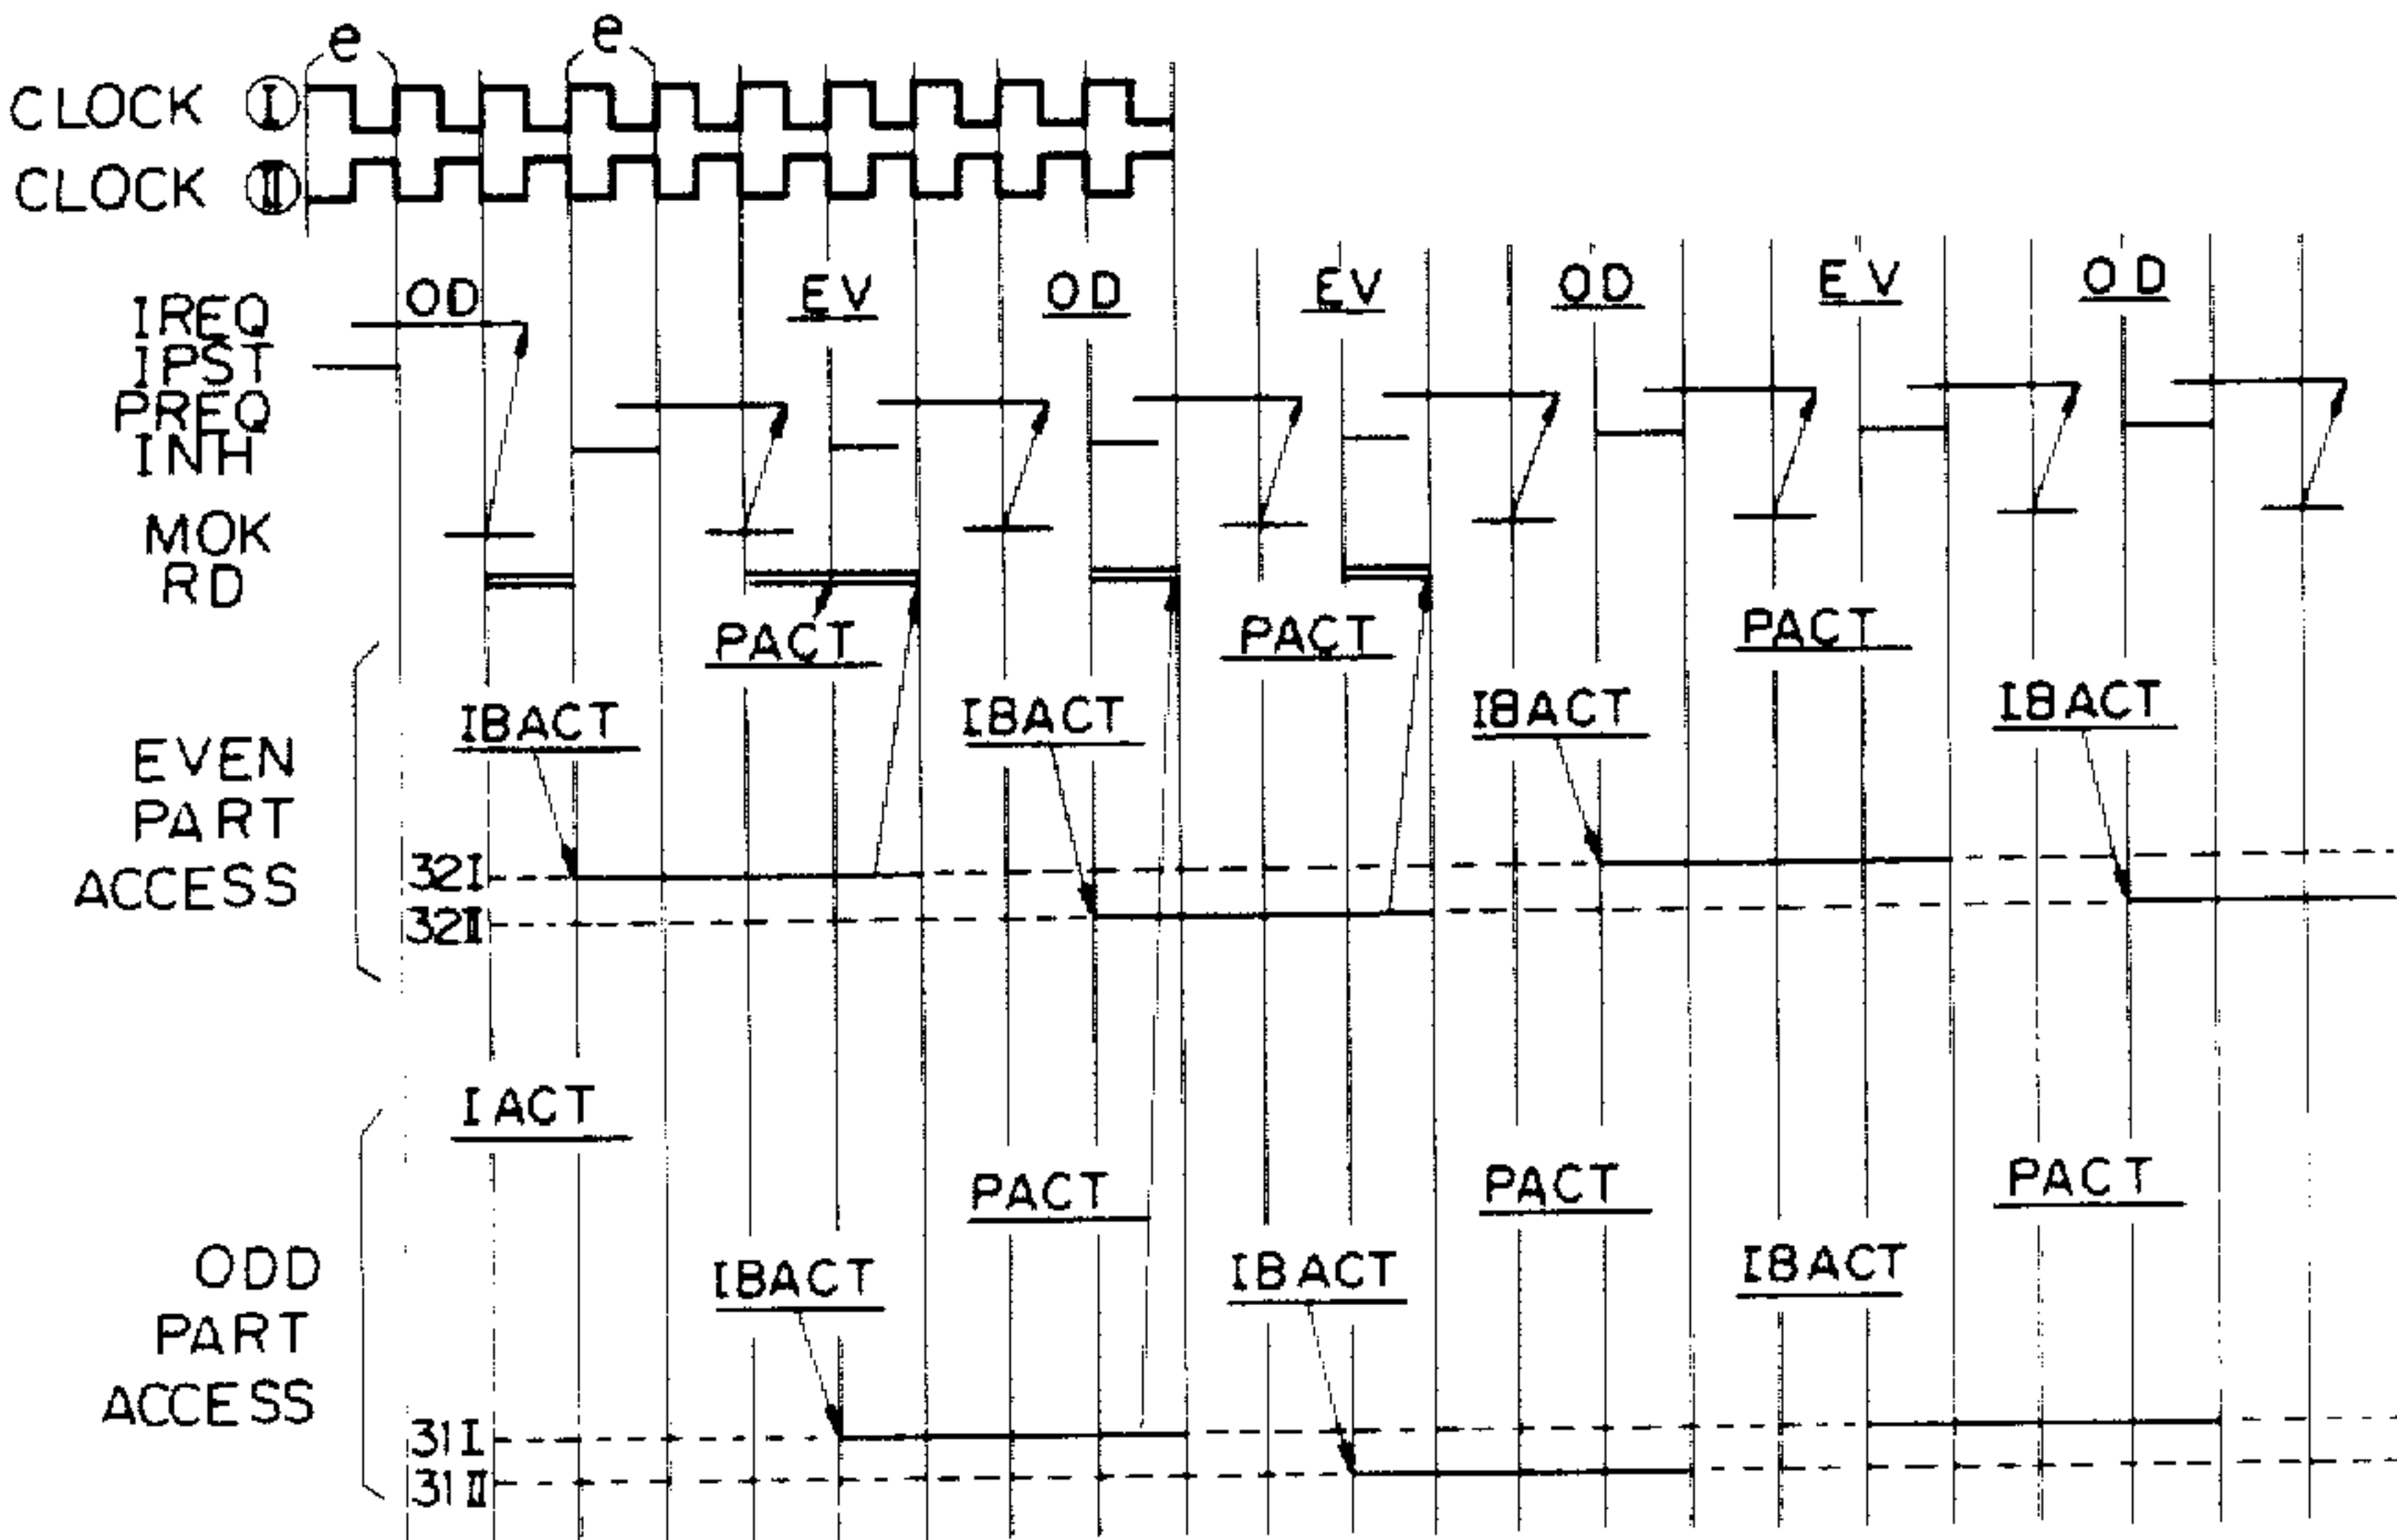 e e
CLOCK Ⓘ
CLOCK Ⓘ Ⓘ
OD EV OD EV OD EV OD
IREQ
IPST
PREQ
INH
MOK
RD
PACT PACT PACT
IBACT IBACT IBACT IBACT
EVEN
PART
ACCESS
32I
32II
IACT
PACT PACT PACT
IBACT IBACT IBACT
ODD
PART
ACCESS
31I
31II